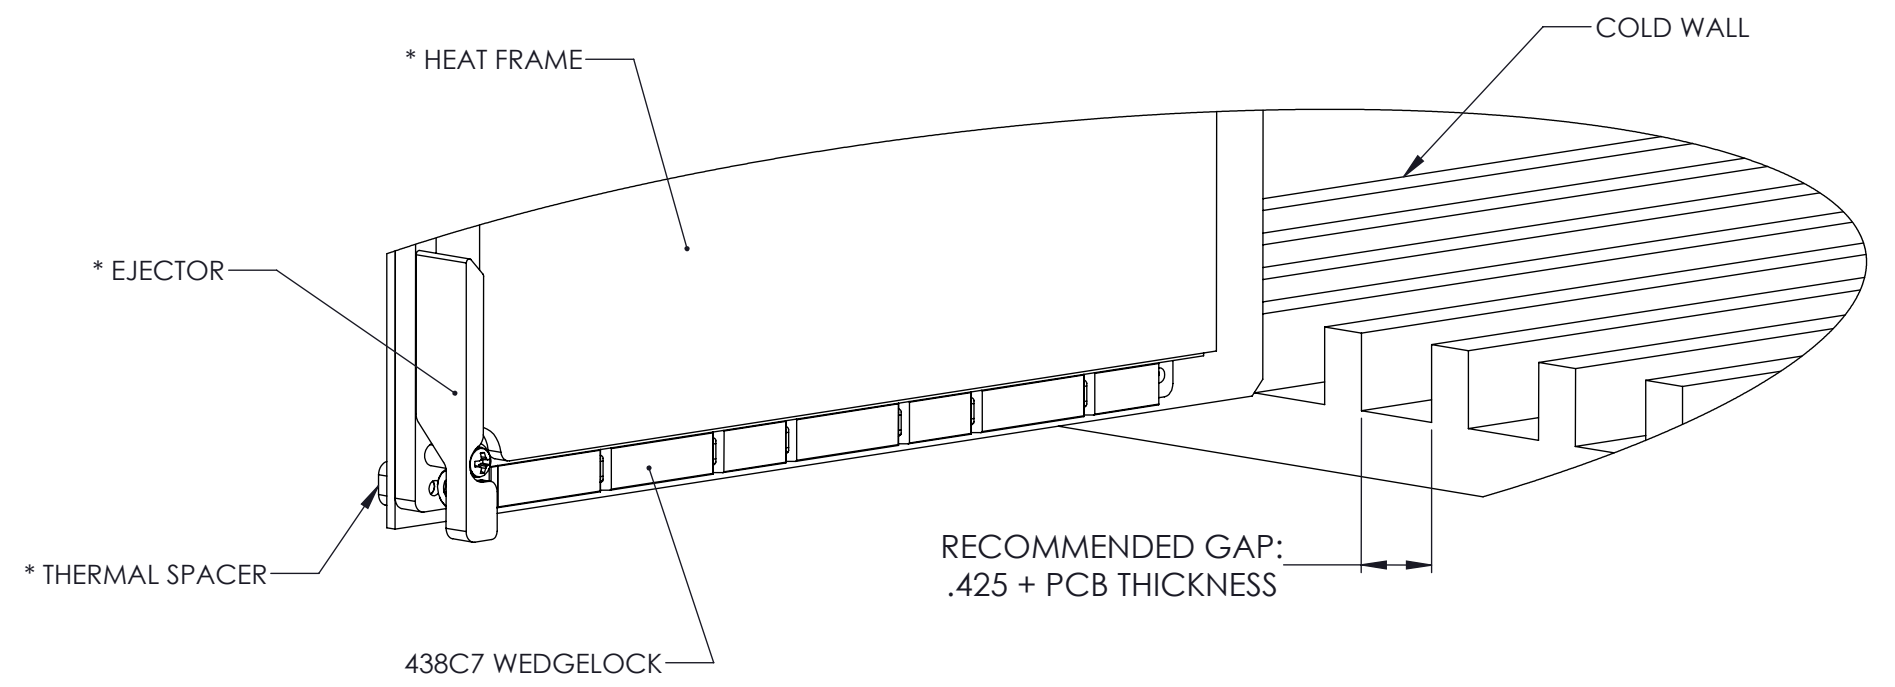 COLD WALL
* HEAT FRAME
* EJECTOR
* THERMAL SPACER
RECOMMENDED GAP:
.425 + PCB THICKNESS
438C7 WEDGELOCK